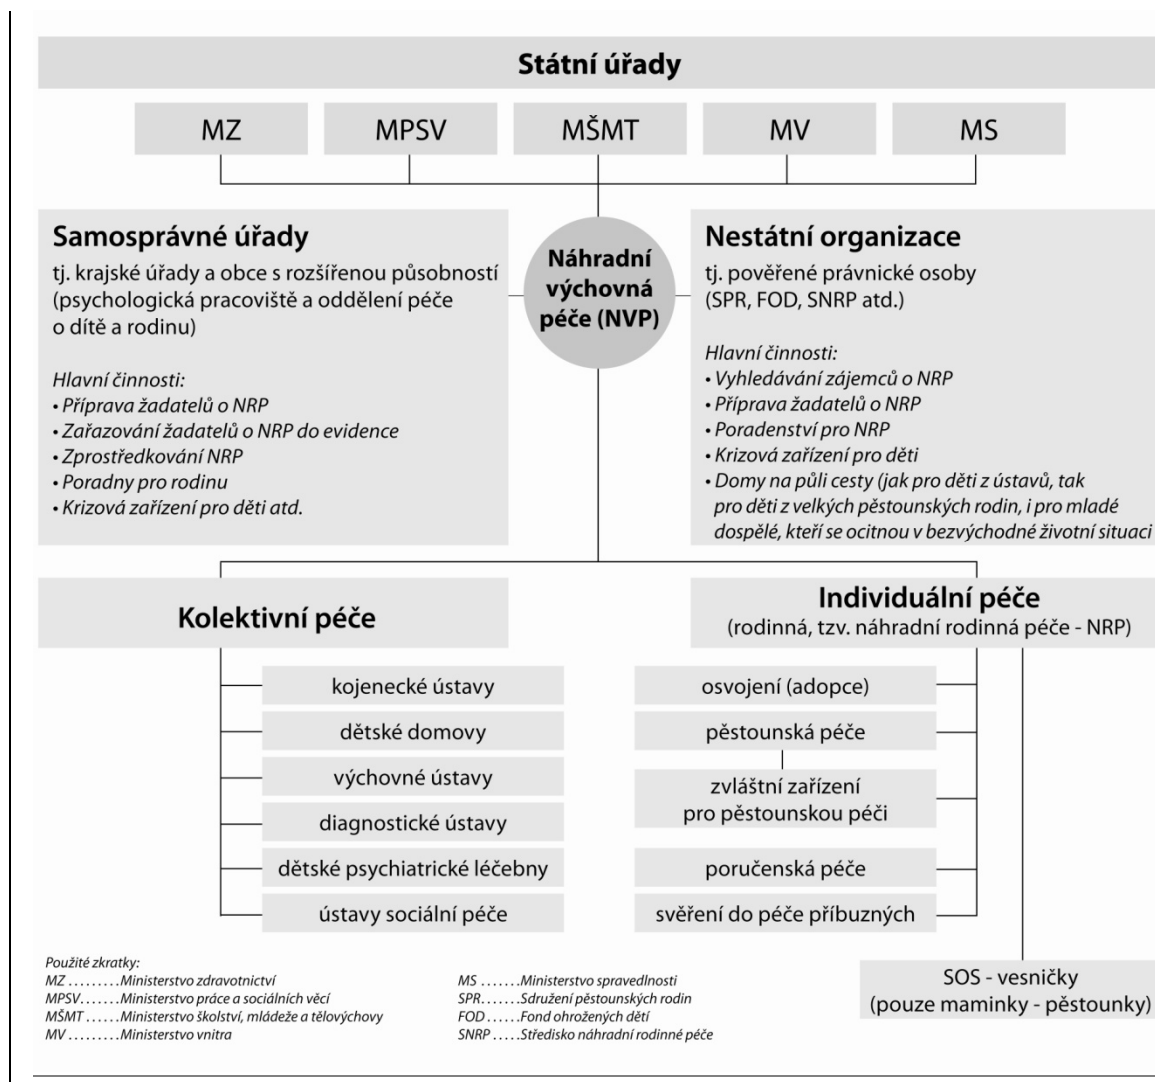 Státní úřady
MZ
MPSV
MŠMT
MV
MS
Samosprávné úřady
tj. krajské úřady a obce s rozšířenou působností
(psychologická pracoviště a oddělení péče
o dítě a rodinu)
Hlavní činnosti:
• Příprava žadatelů o NRP
• Zařazování žadatelů o NRP do evidence
• Zprostředkování NRP
• Poradny pro rodinu
• Krizová zařízení pro děti atd.
Náhradní
výchovná
péče (NVP)
Nestátní organizace
tj. pověřené právnické osoby
(SPR, FOD, SNRP atd.)
Hlavní činnosti:
• Vyhledávání zájemců o NRP
• Příprava žadatelů o NRP
• Poradenství pro NRP
• Krizová zařízení pro děti
• Domy na půli cesty (jak pro děti z ústavů, tak
pro děti z velkých pěstounských rodin, i pro mladé
dospělé, kteří se ocitnou v bezvýchodné životní situaci
Kolektivní péče
kojenecké ústavy
dětské domovy
výchovné ústavy
diagnostické ústavy
dětské psychiatrické léčebny
ústavy sociální péče
Individuální péče
(rodinná, tzv. náhradní rodinná péče - NRP)
osvojení (adopce)
pěstounská péče
zvláštní zařízení
pro pěstounskou péči
poručenská péče
svěření do péče příbuzných
SOS - vesničky
(pouze maminky - pěstounky)
Použité zkratky:
MZ .........Ministerstvo zdravotnictví
MPSV.......Ministerstvo práce a sociálních věcí
MŠMT ......Ministerstvo školství, mládeže a tělovýchovy
MV .........Ministerstvo vnitra
MS .......Ministerstvo spravedlnosti
SPR.......Sdružení pěstounských rodin
FOD ......Fond ohrožených dětí
SNRP .....Středisko náhradní rodinné péče